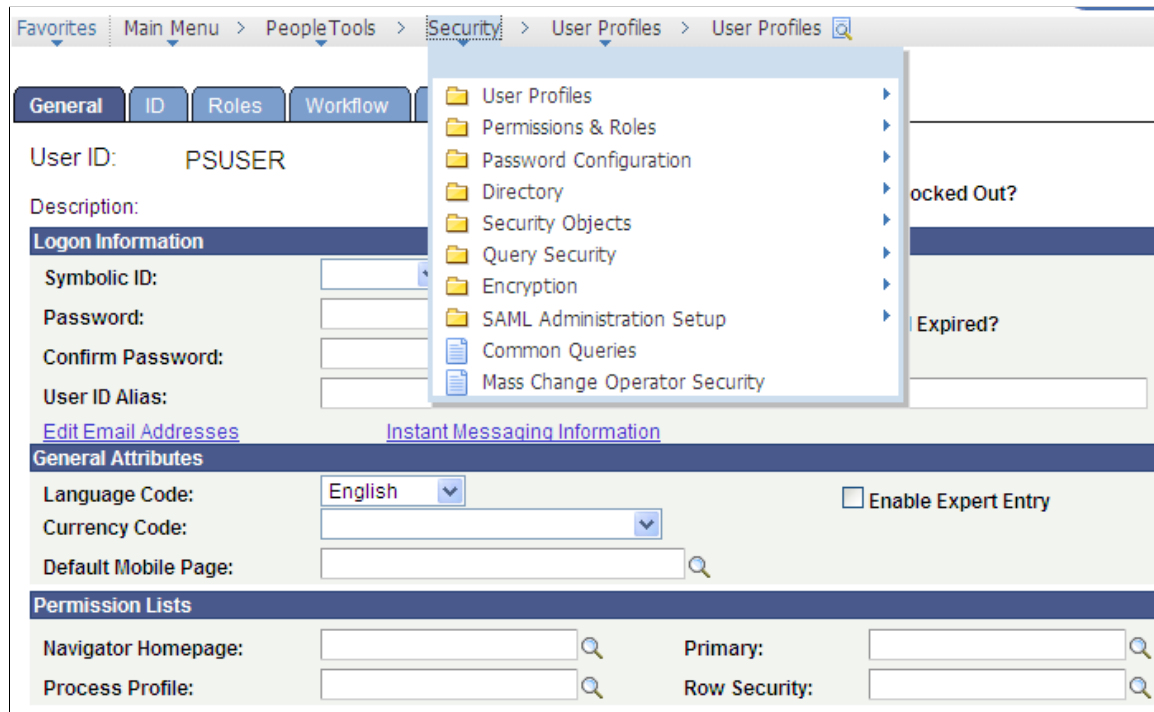 Favorites Main Menu > PeopleTools > Security > User Profiles > User Profiles
General ID Roles Workflow
User Profiles
Permissions & Roles
Password Configuration
Directory
Security Objects
Query Security
Encryption
SAML Administration Setup
Common Queries
Mass Change Operator Security
User ID: PSUSER
ocked Out?
Description:
Logon Information
Symbolic ID:
Password:
Expired?
Confirm Password:
User ID Alias:
Edit Email Addresses Instant Messaging Information
General Attributes
Language Code: English Enable Expert Entry
Currency Code:
Default Mobile Page:
Permission Lists
Navigator Homepage: Primary:
Process Profile: Row Security: